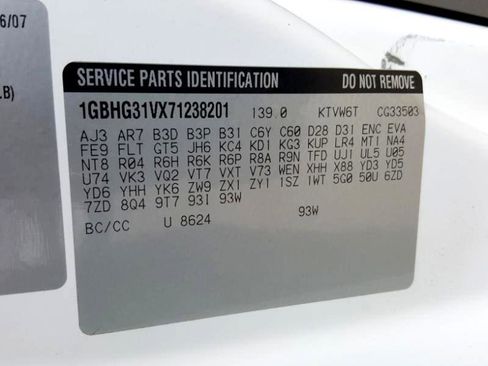 6/07
LB)
SERVICE PARTS IDENTIFICATION DO NOT REMOVE
1GBHG31VX71238201 139.0 KTVW6T CG33503
AJ3 AR7 B3D B3P B31 C6Y C60 D28 D31 ENC EVA
FE9 FLT GT5 JH6 KC4 KD1 KG3 KUP LR4 MT1 NA4
NT8 R04 R6H R6K R6P R8A R9N TFD UJ1 UL5 U05
U74 VK3 VQ2 VT7 VXT V73 WEN XHH X88 YD3 YD5
YD6 YHH YK6 ZW9 ZX1 ZY1 1SZ 1WT 5G0 50U 6ZD
7ZD 8Q4 9T7 93I 93W
BC/CC U 8624 93W